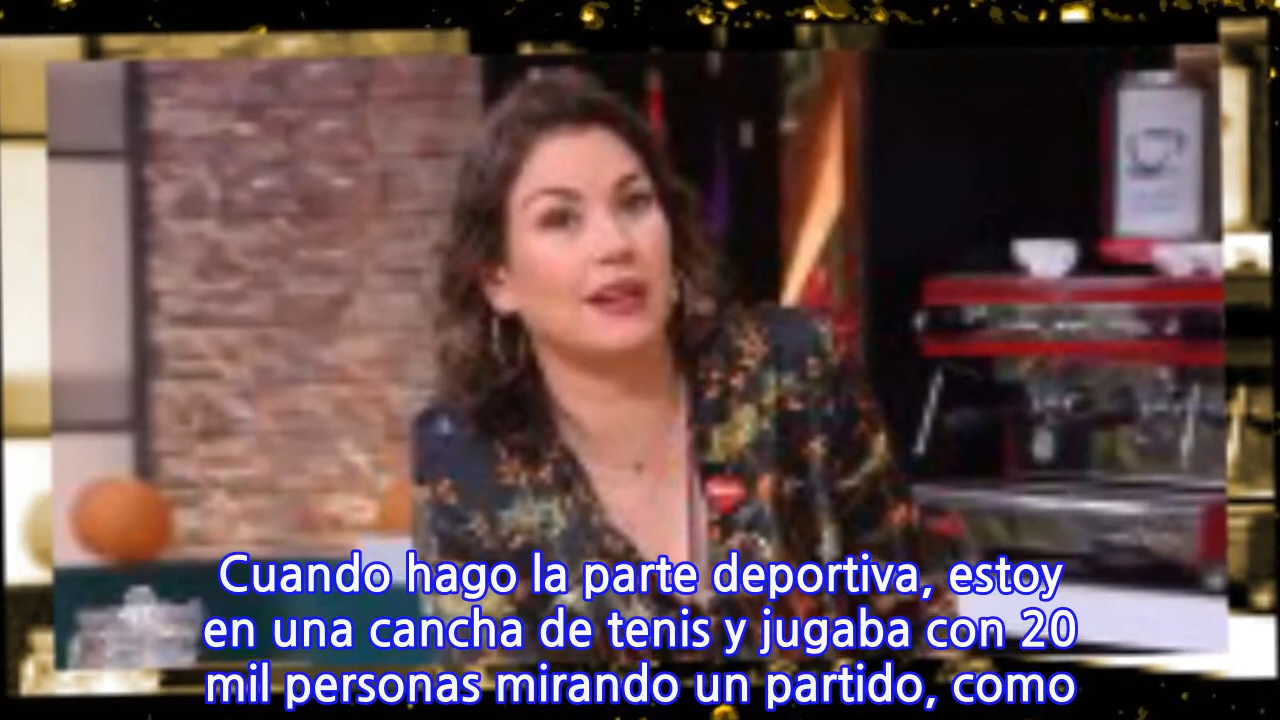 Cuando hago la parte deportiva, estoy
en una cancha de tenis y jugaba con 20
mil personas mirando un partido, como